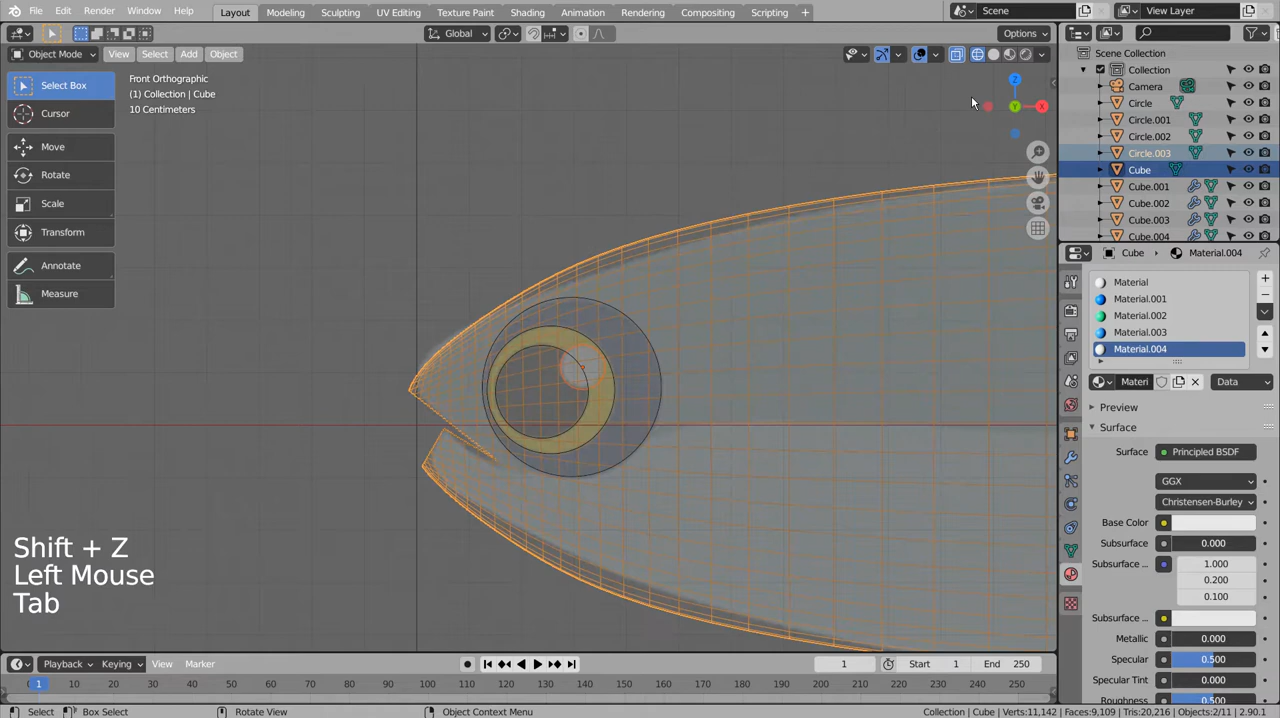 File Edit Render Window Help Layout Modeling Sculpting UV Editing Texture Paint Shading Animation Rendering Compositing Scripting + Scene View Layer
Global Options
Object Mode View Select Add Object
Scene Collection
Collection
Camera
Circle
Circle.001
Circle.002
Circle.003
Cube
Cube.001
Cube.002
Cube.003
Cube.004
Select Box
Cursor
Move
Rotate
Scale
Transform
Annotate
Measure
Front Orthographic
(1) Collection | Cube
10 Centimeters
Z
Y
X
Cube Material.004
Material
Material.001
Material.002
Material.003
Material.004
Materi Data
Preview
Surface
Surface Principled BSDF
GGX
Christensen-Burley
Base Color
Subsurface 0.000
Subsurface ... 1.000
0.200
0.100
Subsurface ...
Metallic 0.000
Specular 0.500
Specular Tint 0.000
Roughness 0.500
Shift + Z
Left Mouse
Tab
Playback Keying View Marker 1 Start 1 End 250
1 10 20 30 40 50 60 70 80 90 100 110 120 130 140 150 160 170 180 190 200 210 220 230 240 250
Select Box Select Rotate View Object Context Menu Collection | Cube | Verts:11,142 | Faces:9,109 | Tris:20,216 | Objects:2/11 | 2.90.1